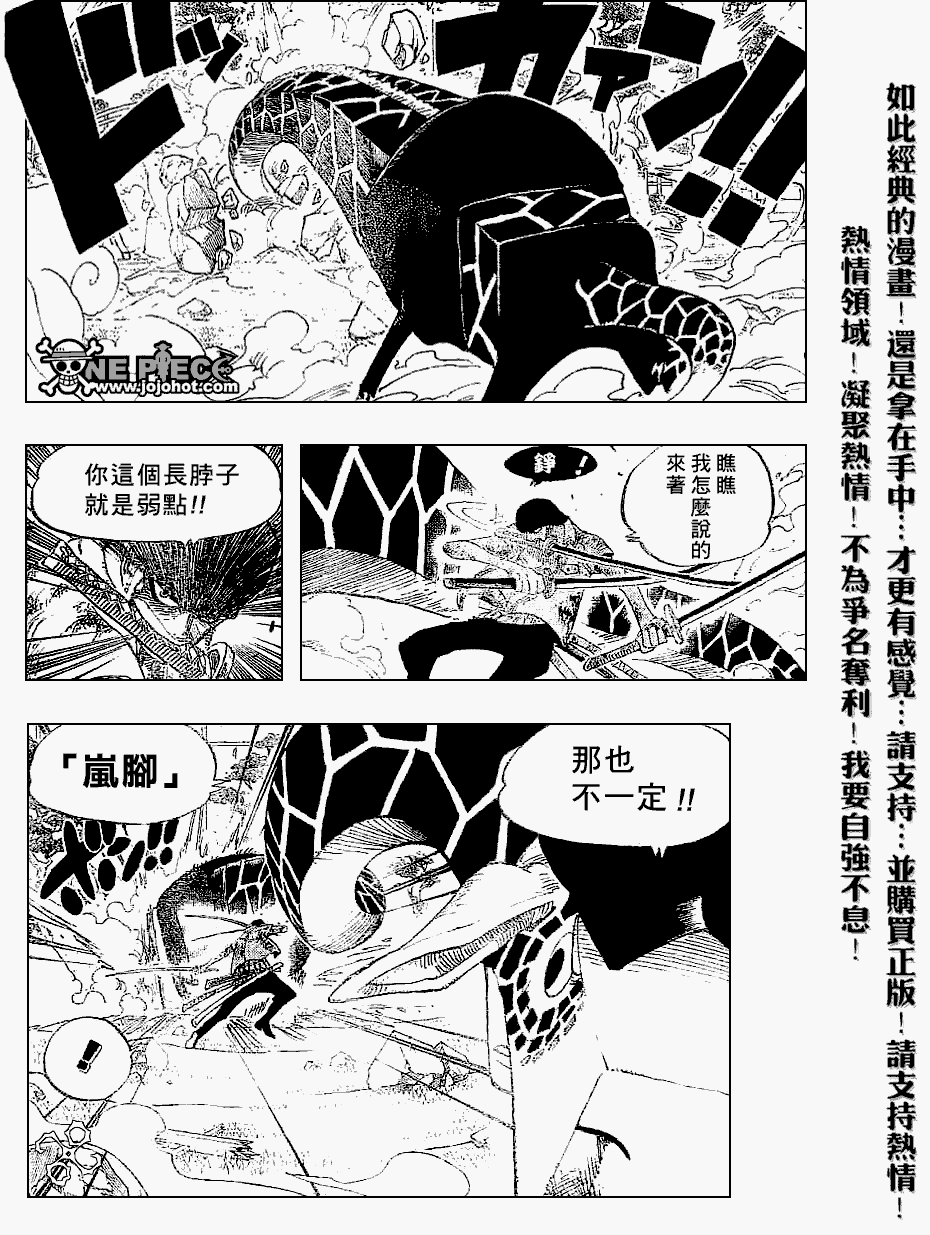 ドッカァン!!
ONE PIECE
www.jojohot.com
瞧瞧
我怎麼說的
來著
錚！
你這個長脖子
就是弱點!!
那也
不一定!!
「嵐腳」
!!
如此經典的漫畫！還是拿在手中…才更有感覺…請支持…並購買正版！請支持熱情！
熱情領域！凝聚熱情！不為爭名奪利！我要自強不息！